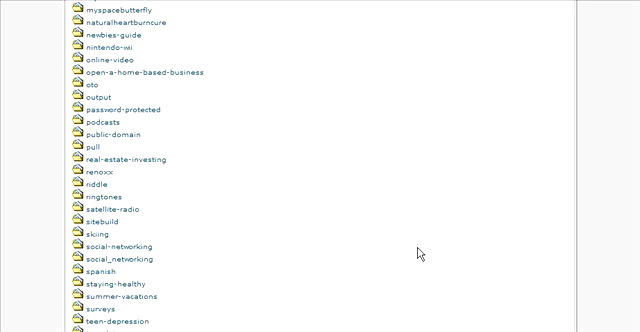 myspacebutterfly
naturalheartburncure
newbies-guide
nintendo-wii
online-video
open-a-home-based-business
oto
output
password-protected
podcasts
public-domain
pull
real-estate-investing
renoxx
riddle
ringtones
satellite-radio
sitebuild
skiing
social-networking
social_networking
spanish
staying-healthy
summer-vacations
surveys
teen-depression